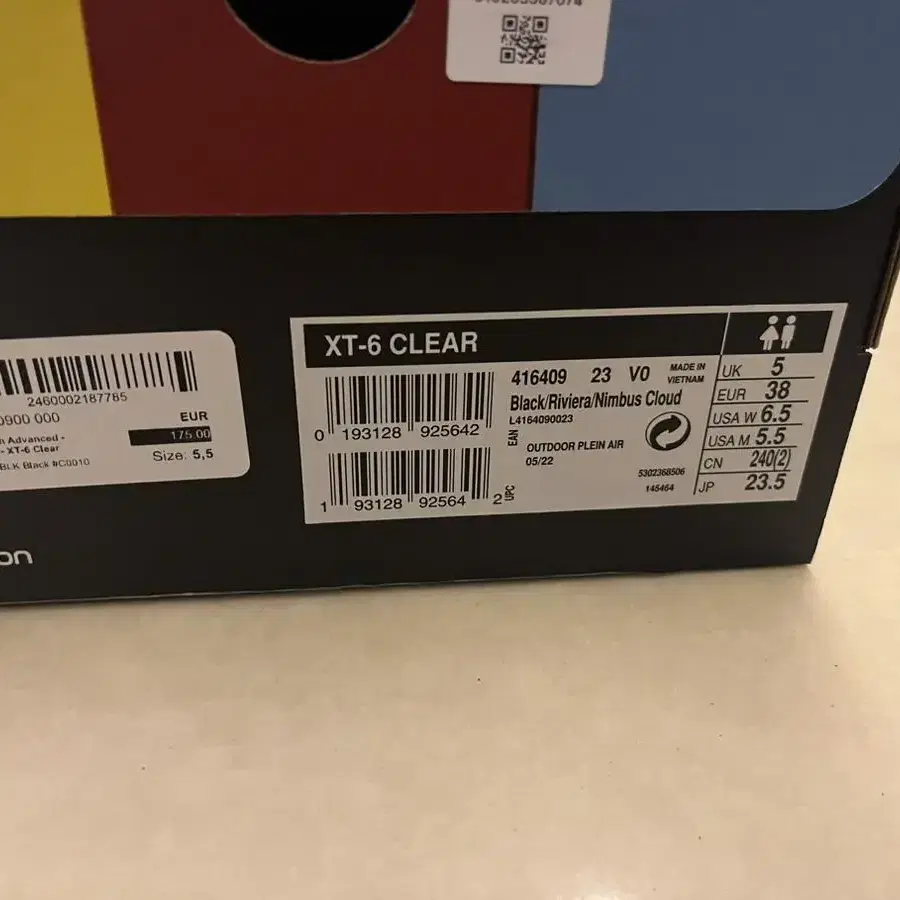 XT-6 CLEAR
0 193128 925642
1 93128 92564 2
EAN
UPC
416409 23 V0
Black/Riviera/Nimbus Cloud
L4164090023
OUTDOOR PLEIN AIR
05/22
MADE IN
VIETNAM
5302368506
145464
UK 5
EUR 38
USA W 6.5
USA M 5.5
CN 240(2)
JP 23.5
2460002187785
0900 000
EUR
175.00
Advanced -
- XT-6 Clear
Size: 5,5
BLK Black #C0010
on